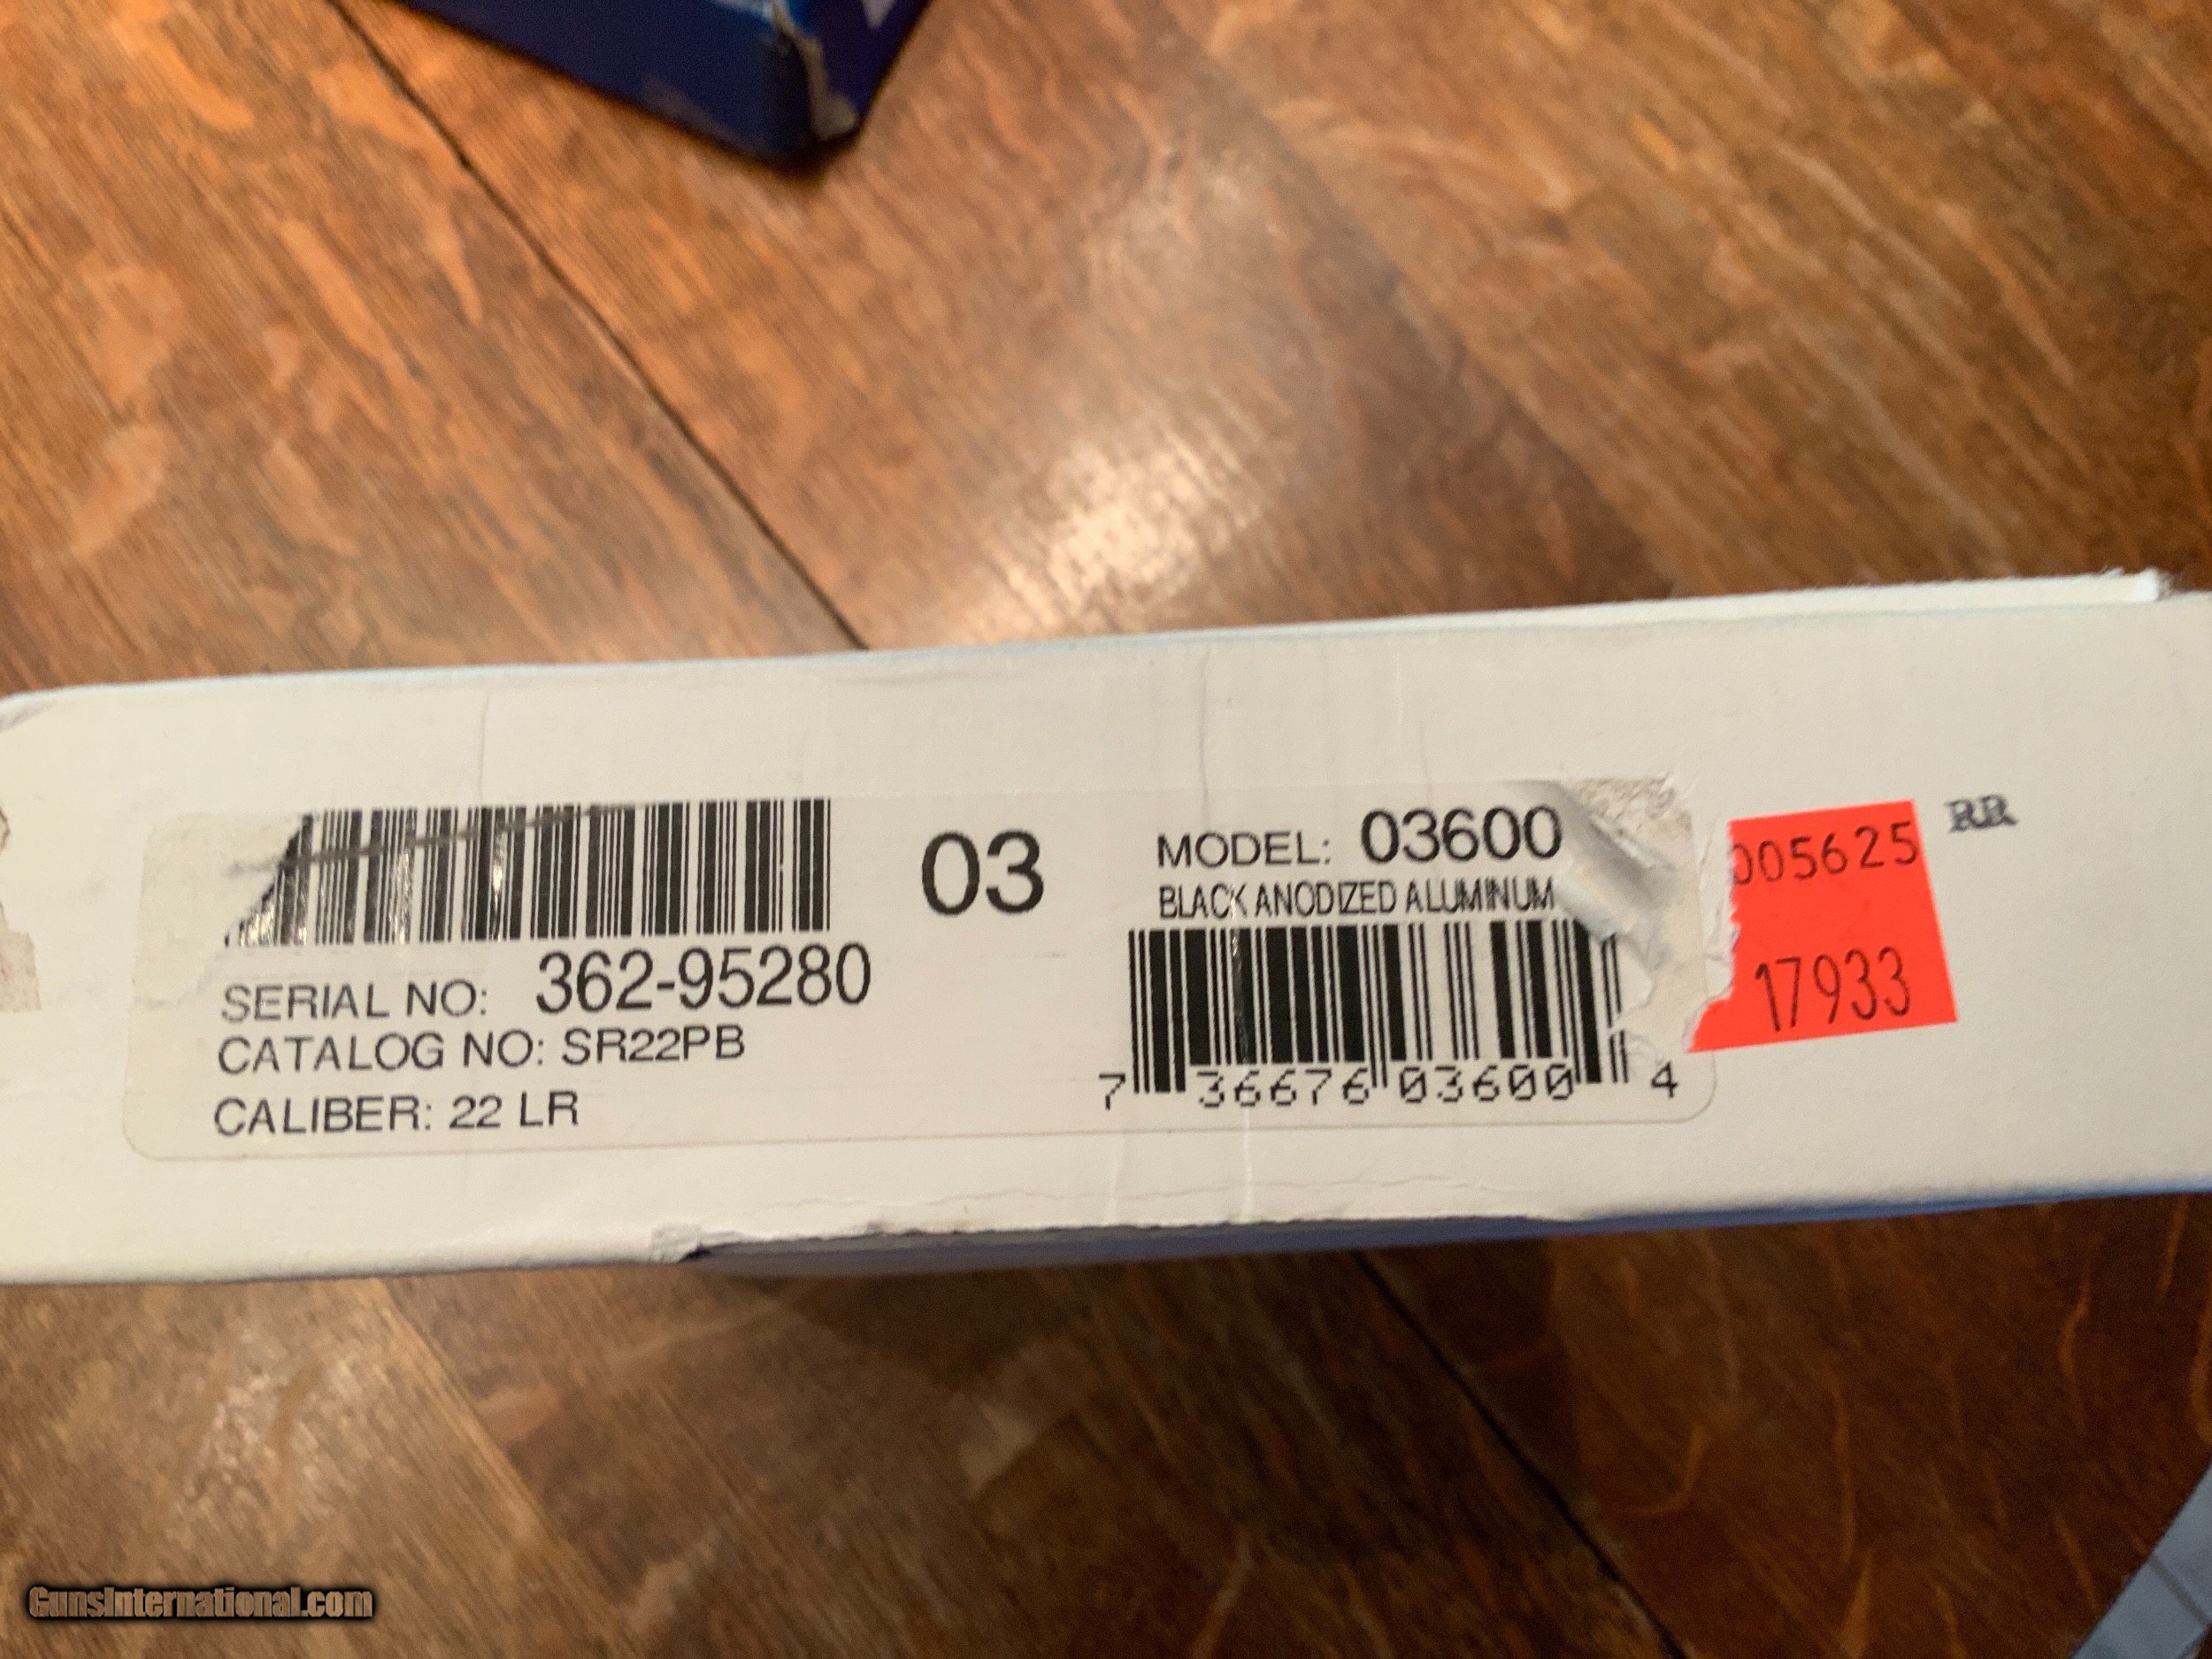 03
MODEL: 03600
BLACK ANODIZED ALUMINUM
SERIAL NO: 362-95280
CATALOG NO: SR22PB
CALIBER: 22 LR
7 36676 03600 4
005625
17933
RR
GunsInternational.com